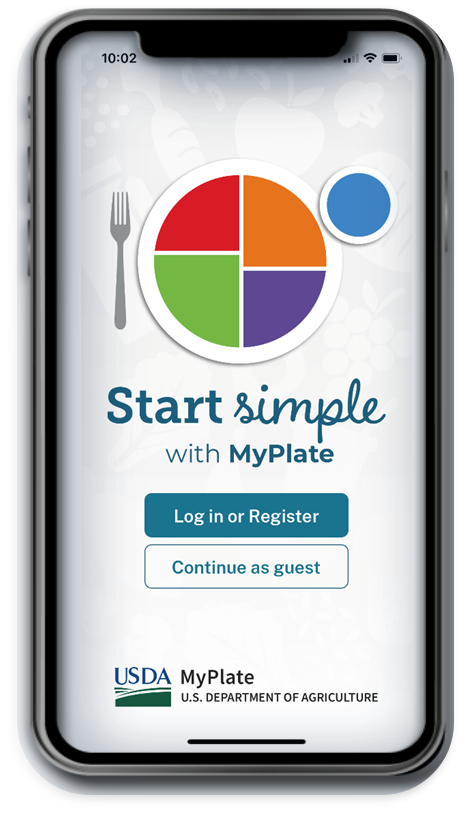 10:02
Start simple
with MyPlate
Log in or Register
Continue as guest
USDA MyPlate
U.S. DEPARTMENT OF AGRICULTURE